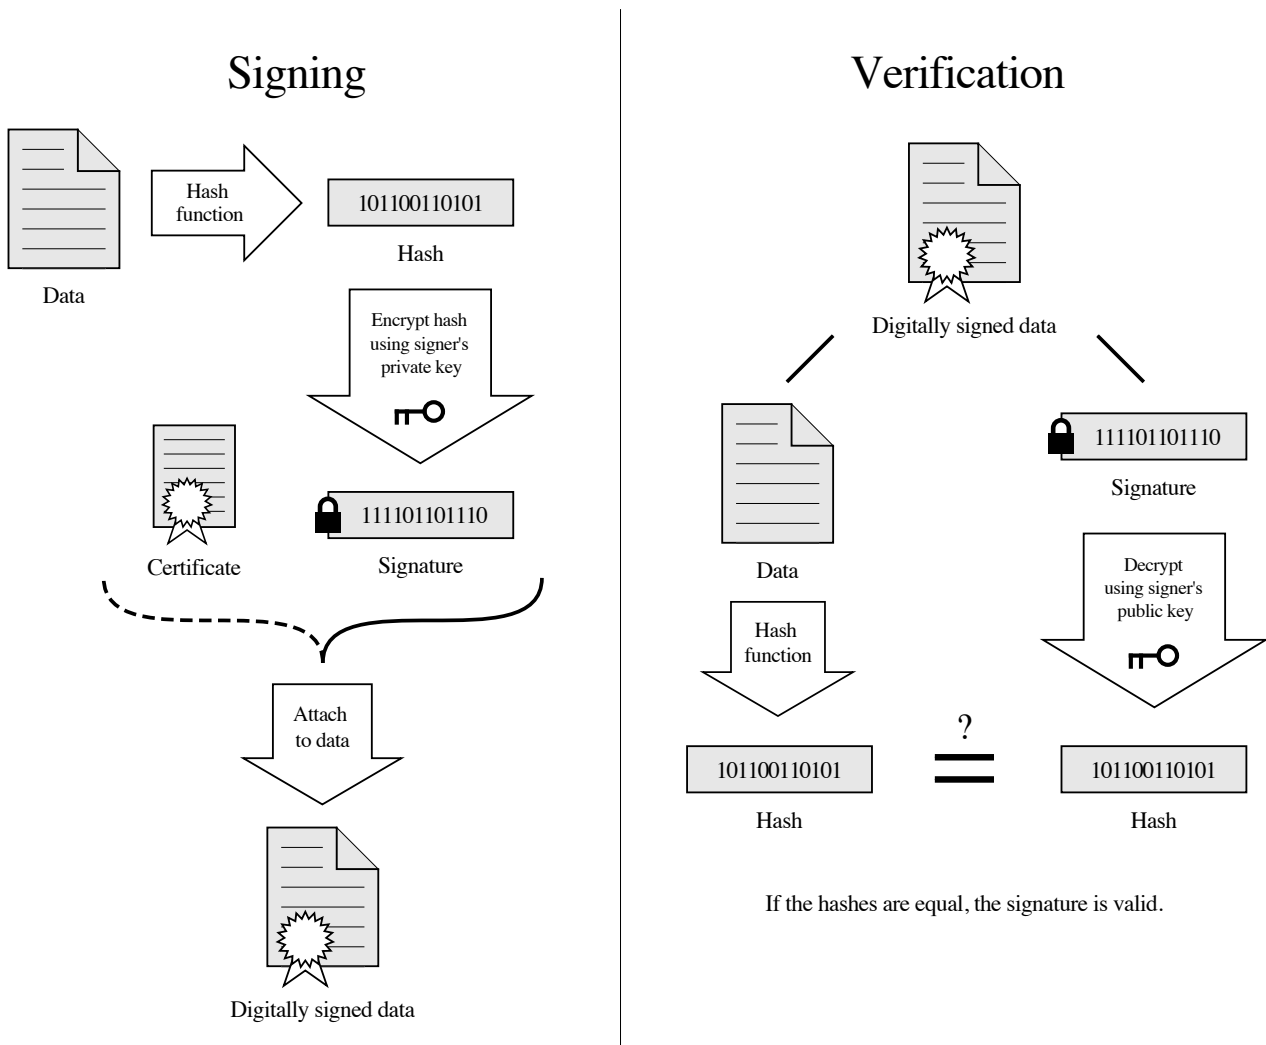 Signing
Hash
function
101100110101
Hash
Data
Encrypt hash
using signer's
private key
111101101110
Certificate
Signature
Attach
to data
Digitally signed data
Verification
Digitally signed data
111101101110
Signature
Data
Decrypt
using signer's
public key
Hash
function
?
101100110101
101100110101
Hash
Hash
If the hashes are equal, the signature is valid.